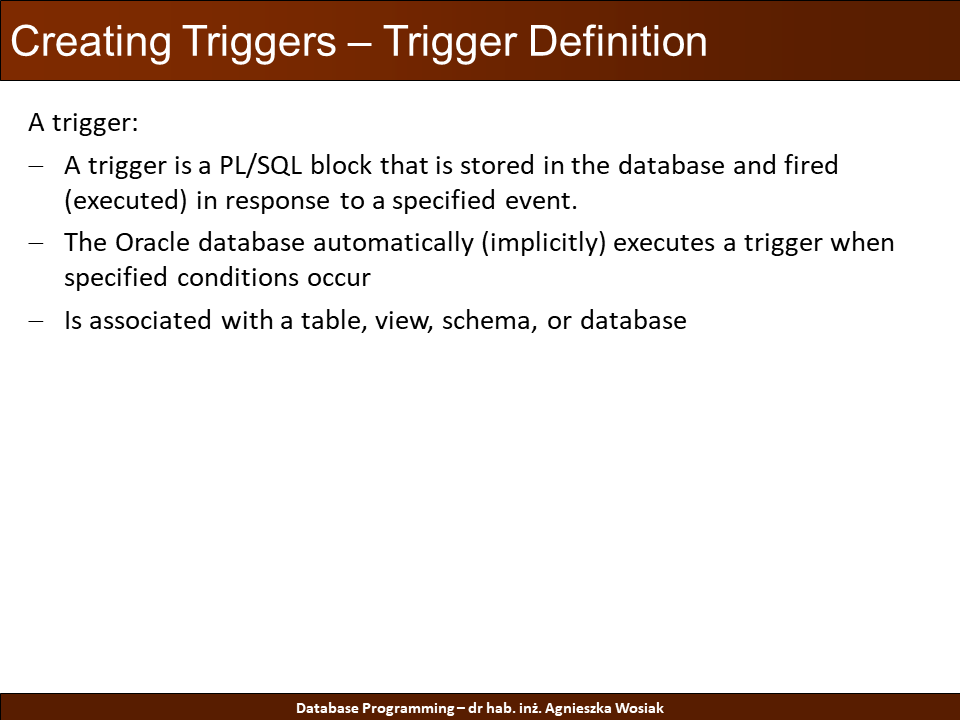 Creating Triggers – Trigger Definition
A trigger:
– A trigger is a PL/SQL block that is stored in the database and fired
(executed) in response to a specified event.
– The Oracle database automatically (implicitly) executes a trigger when
specified conditions occur
– Is associated with a table, view, schema, or database
Database Programming – dr hab. inż. Agnieszka Wosiak